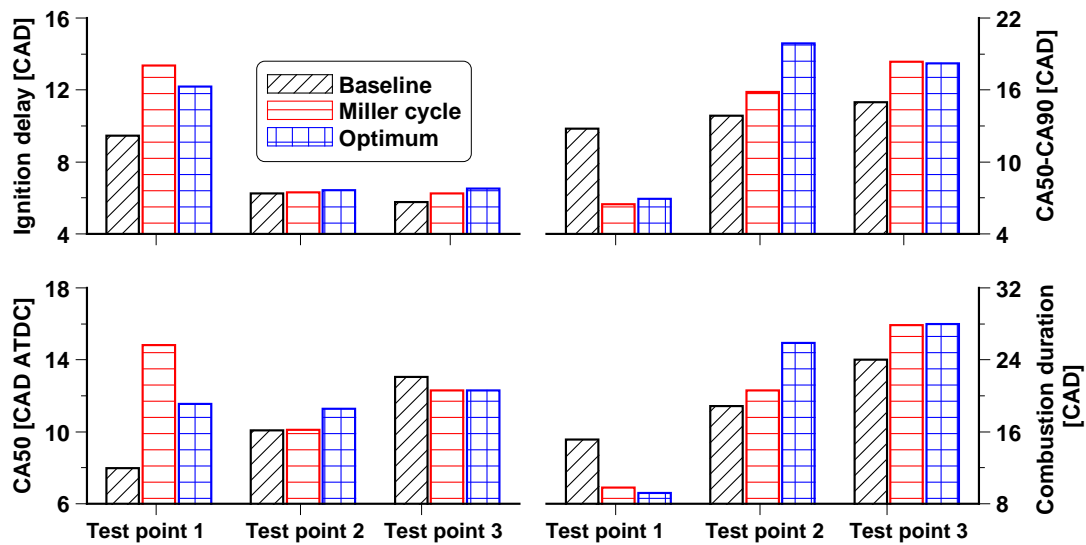 Ignition delay [CAD]
16
12
8
4
Baseline
Miller cycle
Optimum
22
16
10
4
CA50-CA90 [CAD]
CA50 [CAD ATDC]
18
14
10
6
32
24
16
8
Combustion duration
[CAD]
Test point 1 Test point 2 Test point 3
Test point 1 Test point 2 Test point 3